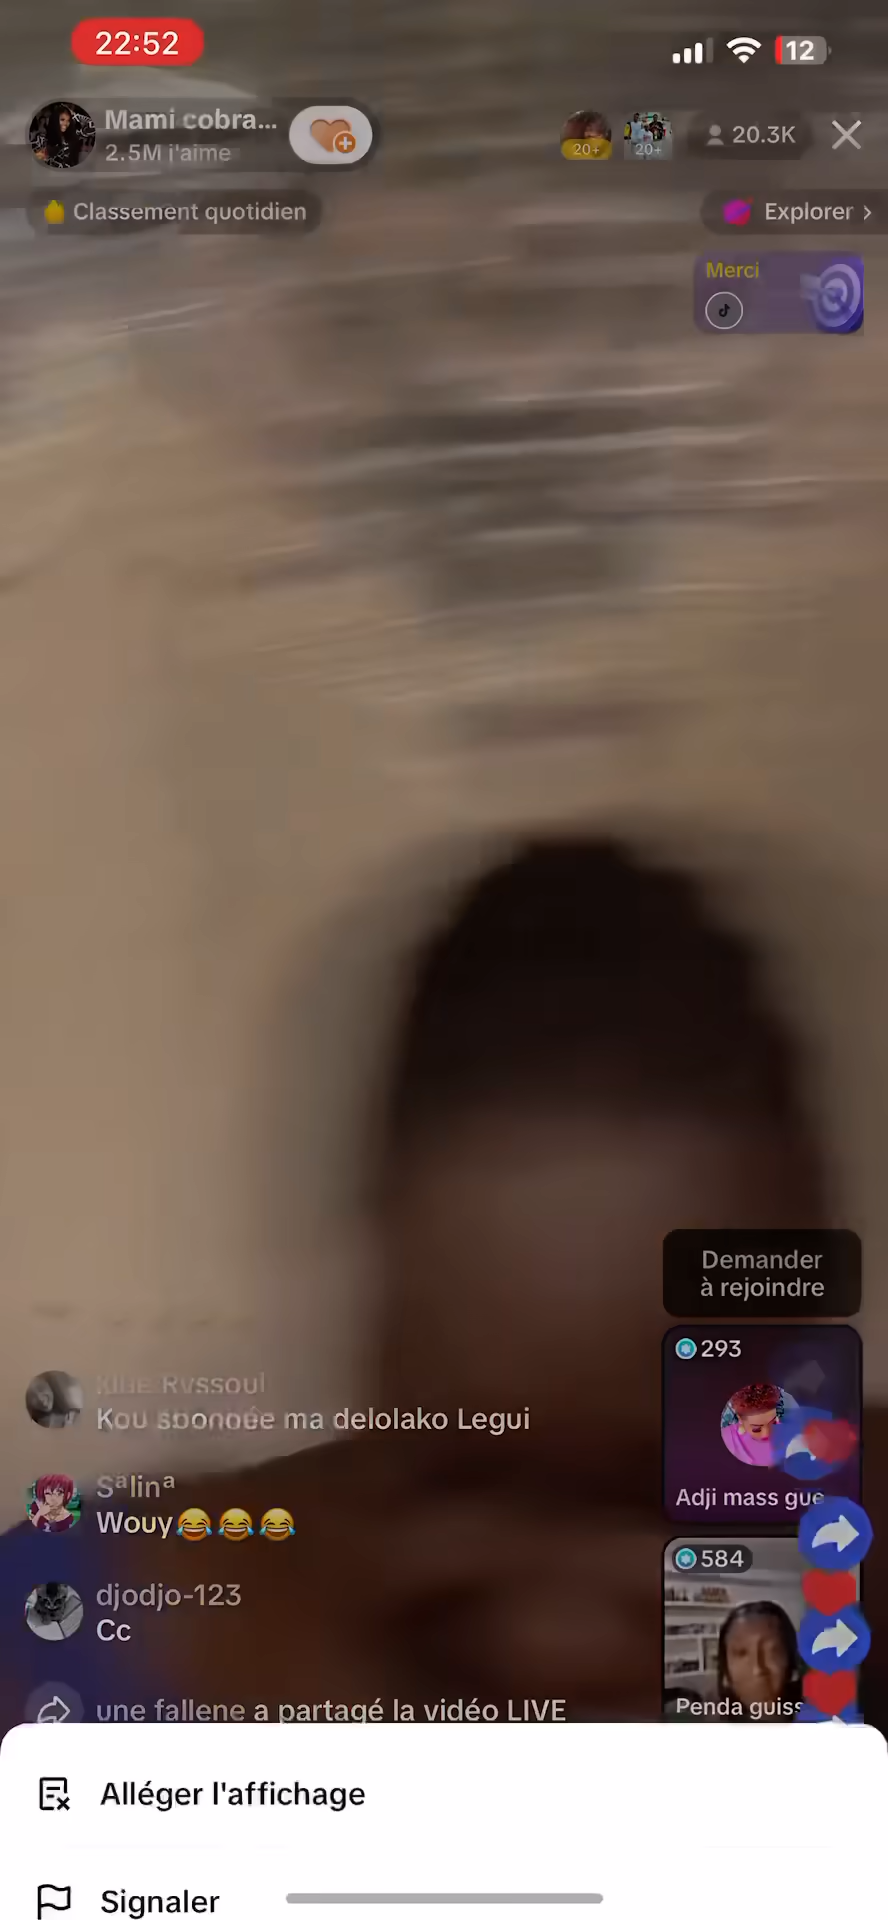 22:52
12
Mami cobra...
2.5M j'aime
20+
20+
20.3K
Classement quotidien
Explorer
Merci
Demander
à rejoindre
293
Rvssoul
Kou ma delolako Legui
Sªlinª
Adji mass gue
Wouy😂😂😂
584
djodjo-123
Cc
Penda guiss
une fallene a partagé la vidéo LIVE
Alléger l'affichage
Signaler